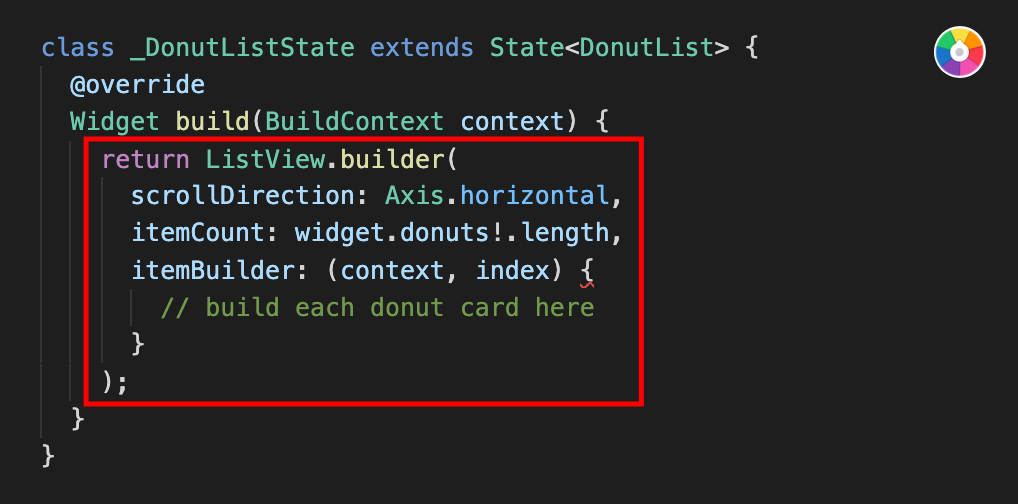 class _DonutListState extends State<DonutList> {
@override
Widget build(BuildContext context) {
return ListView.builder(
scrollDirection: Axis.horizontal,
itemCount: widget.donuts!.length,
itemBuilder: (context, index) {
// build each donut card here
}
);
}
}